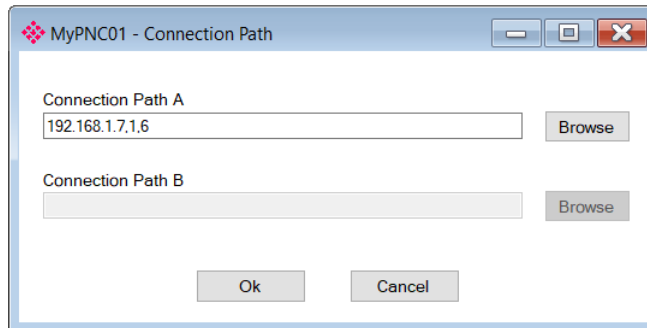 MyPNC01 - Connection Path
Connection Path A
192.168.1.7,1,6
Browse
Connection Path B
Browse
Ok
Cancel